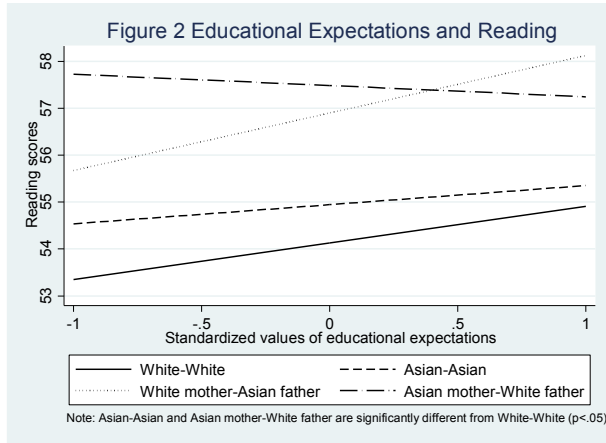 Figure 2 Educational Expectations and Reading
Reading scores
58
57
56
55
54
53
-1 -.5 0 .5 1
Standardized values of educational expectations
White-White Asian-Asian
White mother-Asian father Asian mother-White father
Note: Asian-Asian and Asian mother-White father are significantly different from White-White (p<.05)